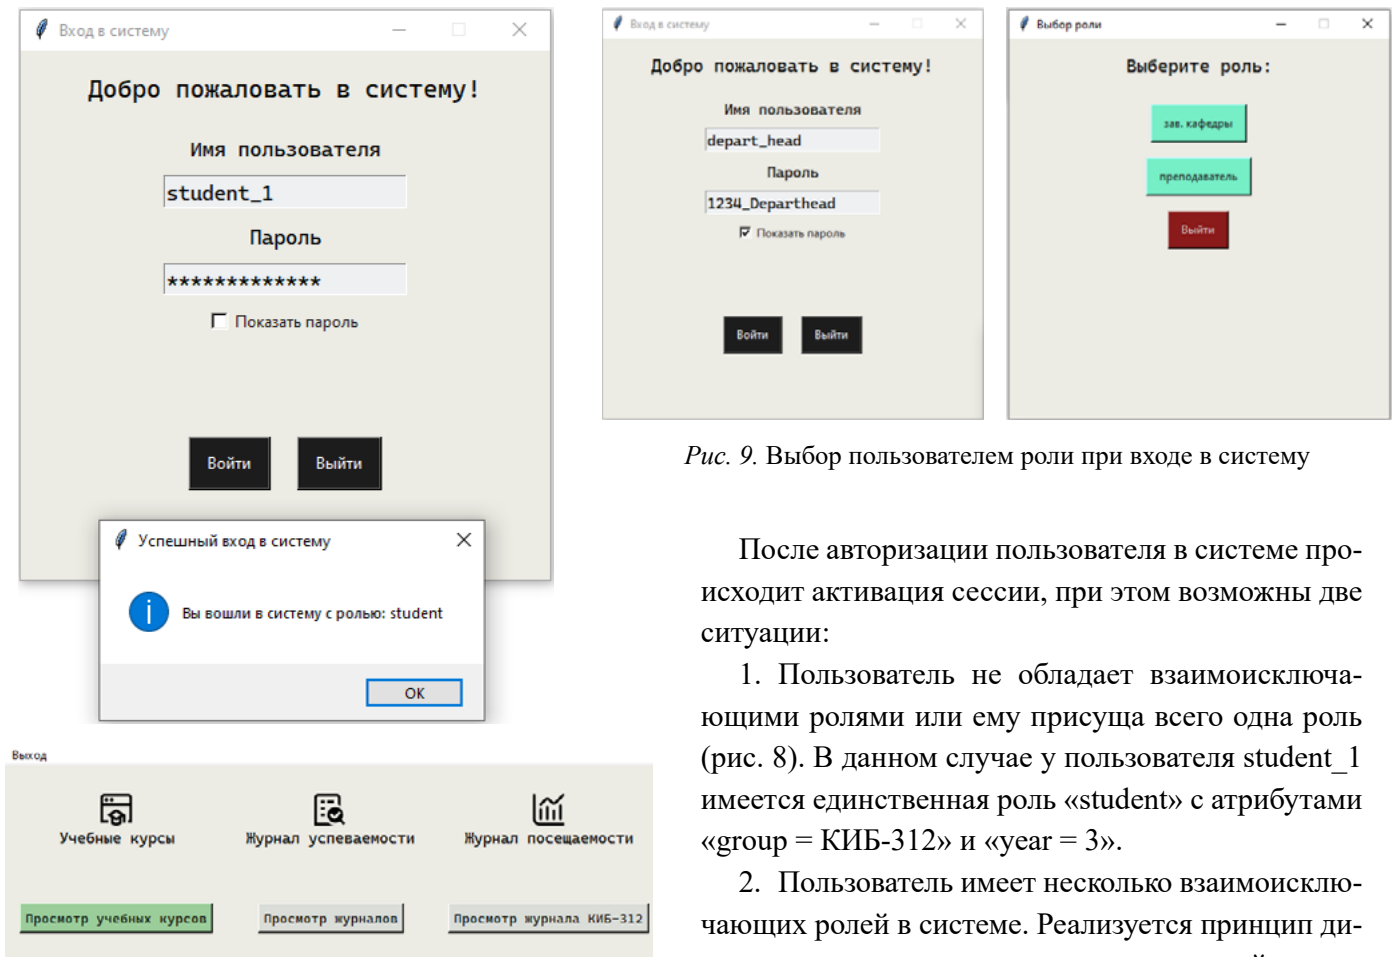 Вход в систему
Добро пожаловать в систему!
Имя пользователя
student_1
Пароль
*************
Показать пароль
Войти
Выйти
Успешный вход в систему
Вы вошли в систему с ролью: student
OK
Выход
Учебные курсы
Журнал успеваемости
Журнал посещаемости
Просмотр учебных курсов
Просмотр журналов
Просмотр журнала КИБ-312
Вход в систему
Добро пожаловать в систему!
Имя пользователя
depart_head
Пароль
1234_Departhead
Показать пароль
Войти
Выйти
Выбор роли
Выберите роль:
зав. кафедры
преподаватель
Выйти
Рис. 9. Выбор пользователем роли при входе в систему
После авторизации пользователя в системе про-
исходит активация сессии, при этом возможны две
ситуации:
1. Пользователь не обладает взаимоисключа-
ющими ролями или ему присуща всего одна роль
(рис. 8). В данном случае у пользователя student_1
имеется единственная роль «student» с атрибутами
«group = КИБ-312» и «year = 3».
2. Пользователь имеет несколько взаимоисклю-
чающих ролей в системе. Реализуется принцип ди-